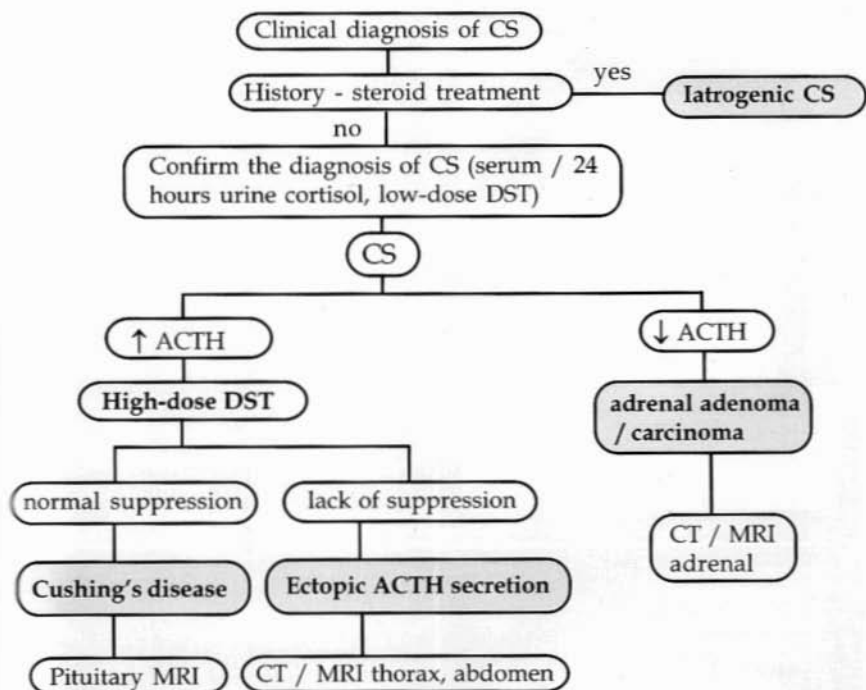 Clinical diagnosis of CS
History - steroid treatment
yes
Iatrogenic CS
no
Confirm the diagnosis of CS (serum / 24
hours urine cortisol, low-dose DST)
CS
↑ ACTH
↓ ACTH
High-dose DST
adrenal adenoma
/ carcinoma
normal suppression
lack of suppression
CT / MRI
adrenal
Cushing's disease
Ectopic ACTH secretion
Pituitary MRI
CT / MRI thorax, abdomen